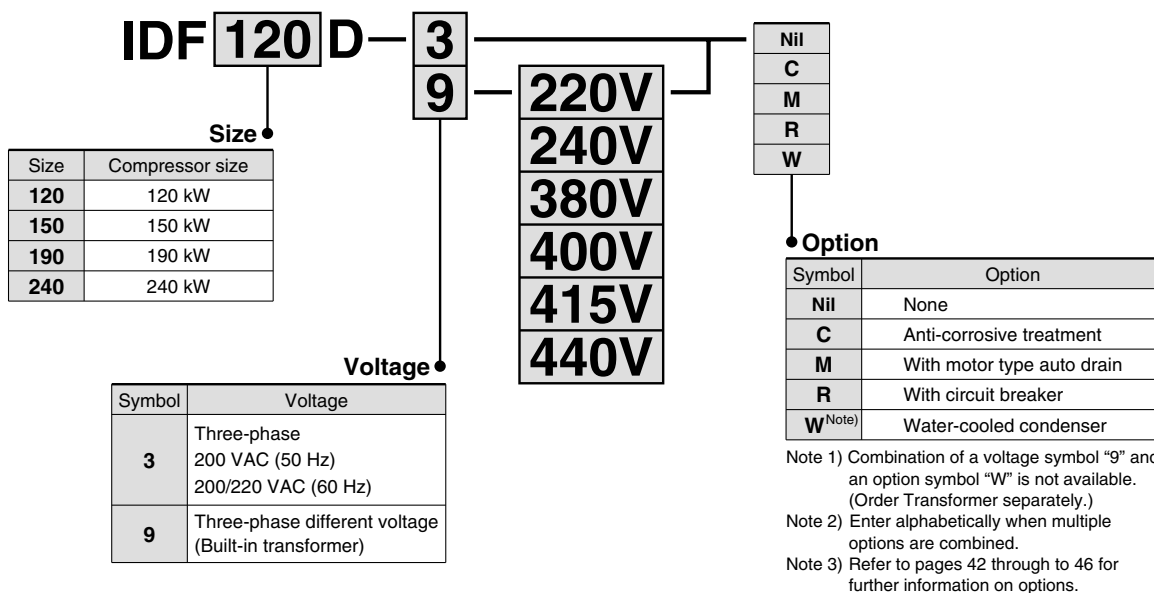 IDF 120 D 3
9
220V
240V
380V
400V
415V
440V
Nil
C
M
R
W
Size
Size Compressor size
120 120 kW
150 150 kW
190 190 kW
240 240 kW
Voltage
Symbol Voltage
3 Three-phase
200 VAC (50 Hz)
200/220 VAC (60 Hz)
9 Three-phase different voltage
(Built-in transformer)
Option
Symbol Option
Nil None
C Anti-corrosive treatment
M With motor type auto drain
R With circuit breaker
W Note) Water-cooled condenser
Note 1) Combination of a voltage symbol “9” and
an option symbol “W” is not available.
(Order Transformer separately.)
Note 2) Enter alphabetically when multiple
options are combined.
Note 3) Refer to pages 42 through to 46 for
further information on options.